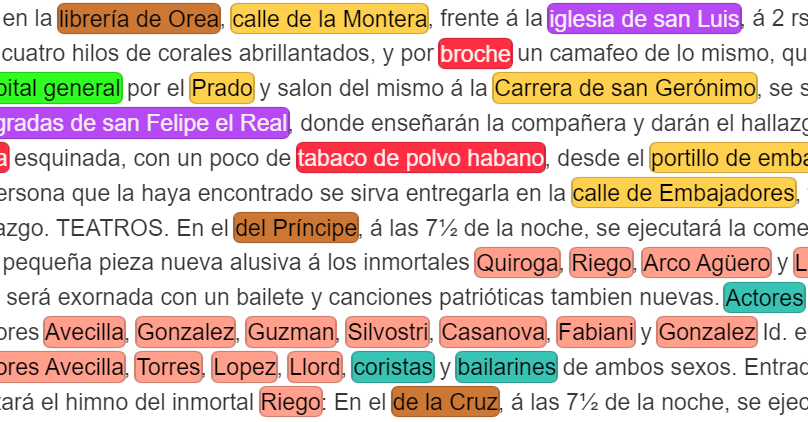 en la librería de Orea, calle de la Montera, frente á la iglesia de san Luis, á 2 rs
cuatro hilos de corales abrillantados, y por broche un camafeo de lo mismo, qu
pital general por el Prado y salon del mismo á la Carrera de san Gerónimo, se s
gradas de san Felipe el Real, donde enseñarán la compañera y darán el hallazg
a esquinada, con un poco de tabaco de polvo habano, desde el portillo de emba
ersona que la haya encontrado se sirva entregarla en la calle de Embajadores,
azgo. TEATROS. En el del Príncipe, á las 7½ de la noche, se ejecutará la come
pequeña pieza nueva alusiva á los inmortales Quiroga, Riego, Arco Agüero y L
será exornada con un bailete y canciones patrióticas tambien nuevas. Actores
ores Avecilla, Gonzalez, Guzman, Silvostri, Casanova, Fabiani y Gonzalez Id. e
ores Avecilla, Torres, Lopez, Llord, coristas y bailarines de ambos sexos. Entrad
tará el himno del inmortal Riego: En el de la Cruz, á las 7½ de la noche, se ejec